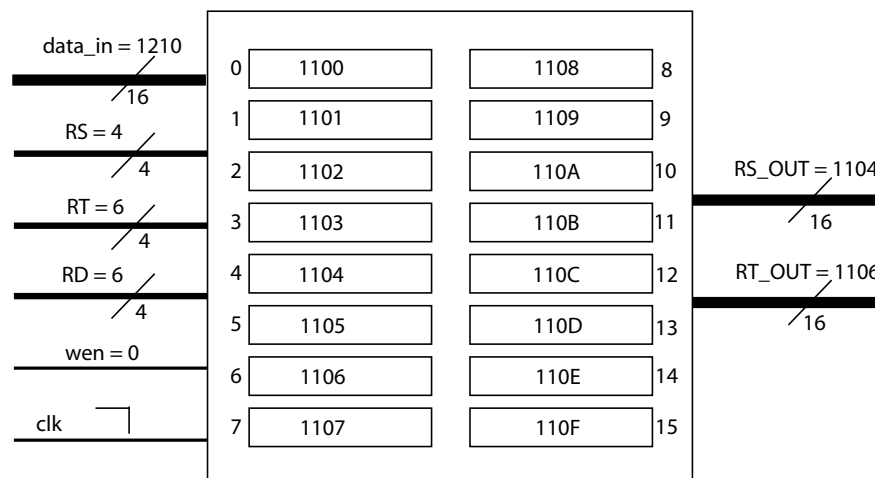 data_in = 1210
16
RS = 4
4
RT = 6
4
RD = 6
4
wen = 0
clk
0 1100 1108 8
1 1101 1109 9
2 1102 110A 10
3 1103 110B 11
4 1104 110C 12
5 1105 110D 13
6 1106 110E 14
7 1107 110F 15
RS_OUT = 1104
16
RT_OUT = 1106
16